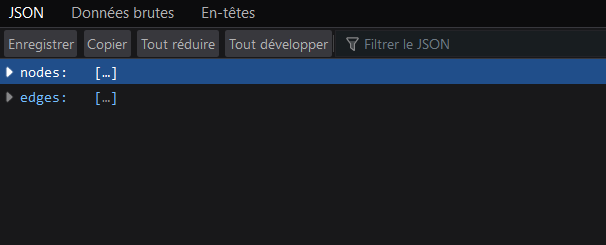 JSON Données brutes En-têtes
Enregistrer Copier Tout réduire Tout développer Filtrer le JSON
nodes: […]
edges: […]